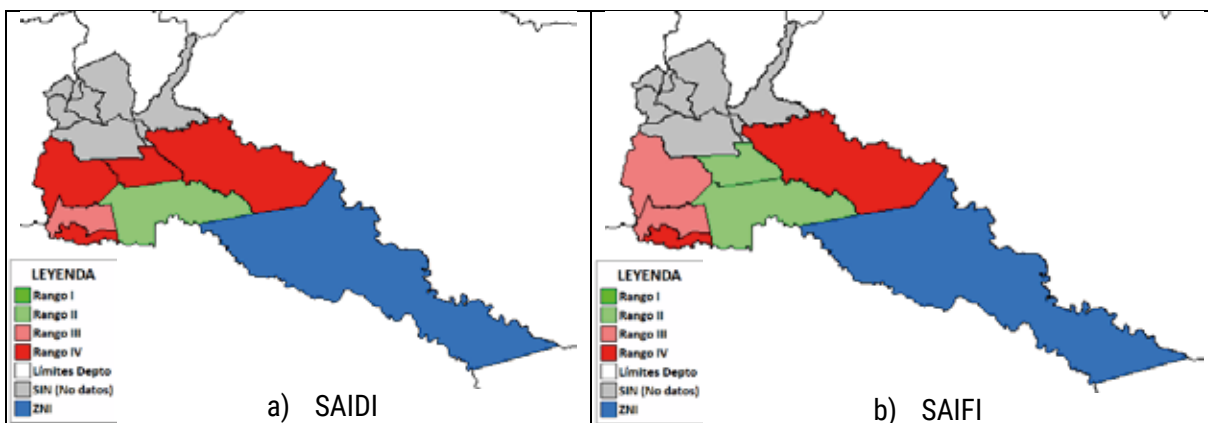 LEYENDA
Rango I
Rango II
Rango III
Rango IV
Límites Depto
SIN (No datos)
ZNI
a) SAIDI
LEYENDA
Rango I
Rango II
Rango III
Rango IV
Límites Depto
SIN (No datos)
ZNI
b) SAIFI